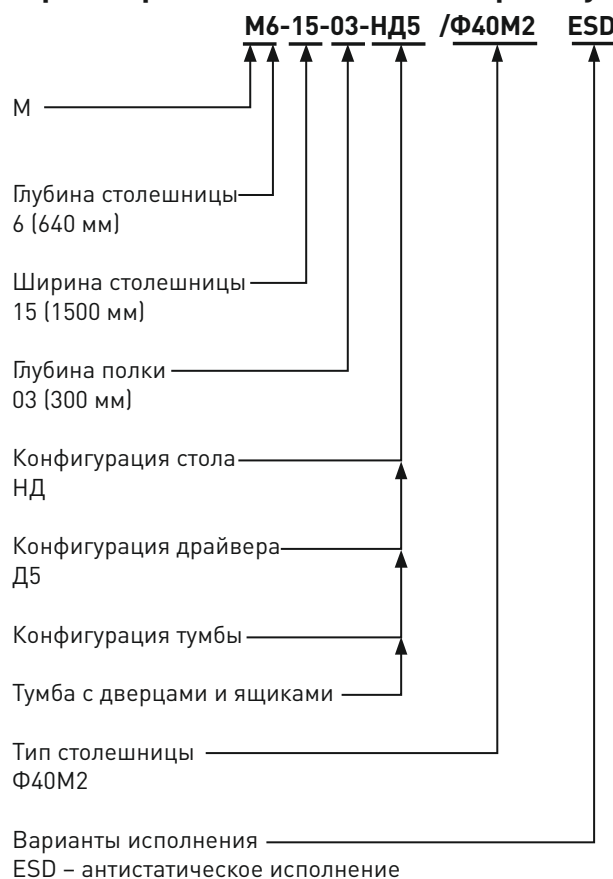 М6-15-03-НД5 /Ф40М2 ESD
М
Глубина столешницы
6 (640 мм)
Ширина столешницы
15 (1500 мм)
Глубина полки
03 (300 мм)
Конфигурация стола
НД
Конфигурация драйвера
Д5
Конфигурация тумбы
Тумба с дверцами и ящиками
Тип столешницы
Ф40М2
Варианты исполнения
ESD – антистатическое исполнение